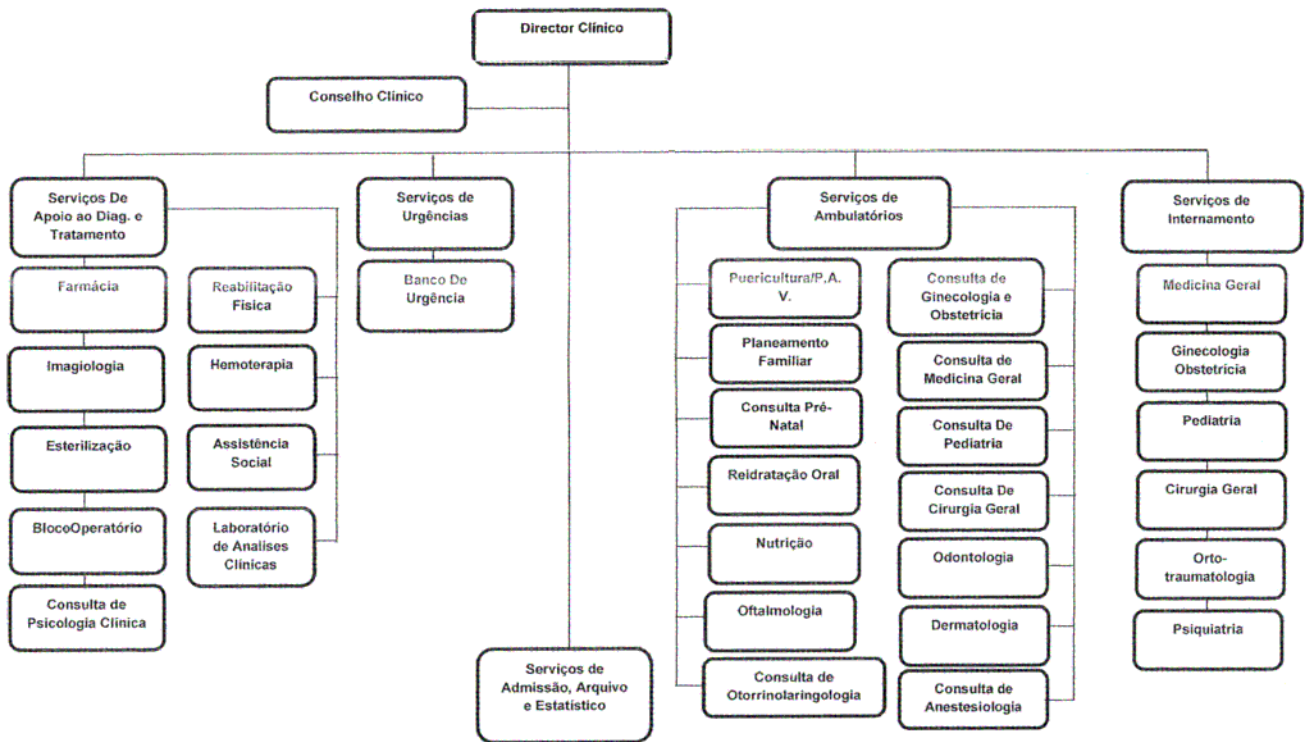 Director Clínico
Conselho Clínico
Serviços De
Apoio ao Diag. e
Tratamento
Farmácia
Imagiologia
Esterilização
BlocoOperatório
Consulta de
Psicologia Clínica
Reabilitação
Física
Hemoterapia
Assistência
Social
Laboratório
de Analises
Clínicas
Serviços de
Urgências
Banco De
Urgência
Serviços de
Admissão, Arquivo
e Estatístico
Serviços de
Ambulatórios
Puericultura/P.A.
V.
Planeamento
Familiar
Consulta Pré-
Natal
Reidratação Oral
Nutrição
Oftalmologia
Consulta de
Otorrinolaringologia
Consulta de
Ginecologia e
Obstetrícia
Consulta de
Medicina Geral
Consulta De
Pediatria
Consulta De
Cirurgia Geral
Odontologia
Dermatologia
Consulta de
Anestesiologia
Serviços de
Internamento
Medicina Geral
Ginecologia
Obstetrícia
Pediatria
Cirurgia Geral
Orto-
traumatologia
Psiquiatria